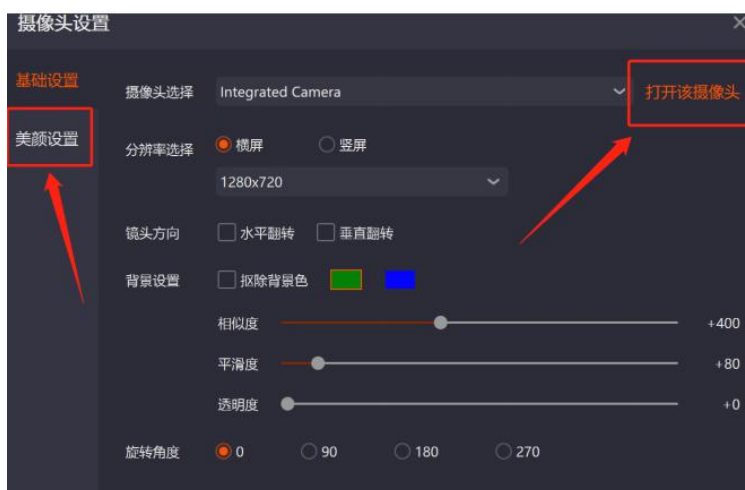 摄像头设置
基础设置
美颜设置
摄像头选择 Integrated Camera 打开该摄像头
分辨率选择 横屏 竖屏
1280x720
镜头方向 水平翻转 垂直翻转
背景设置 抠除背景色
相似度 +400
平滑度 +80
透明度 +0
旋转角度 0 90 180 270